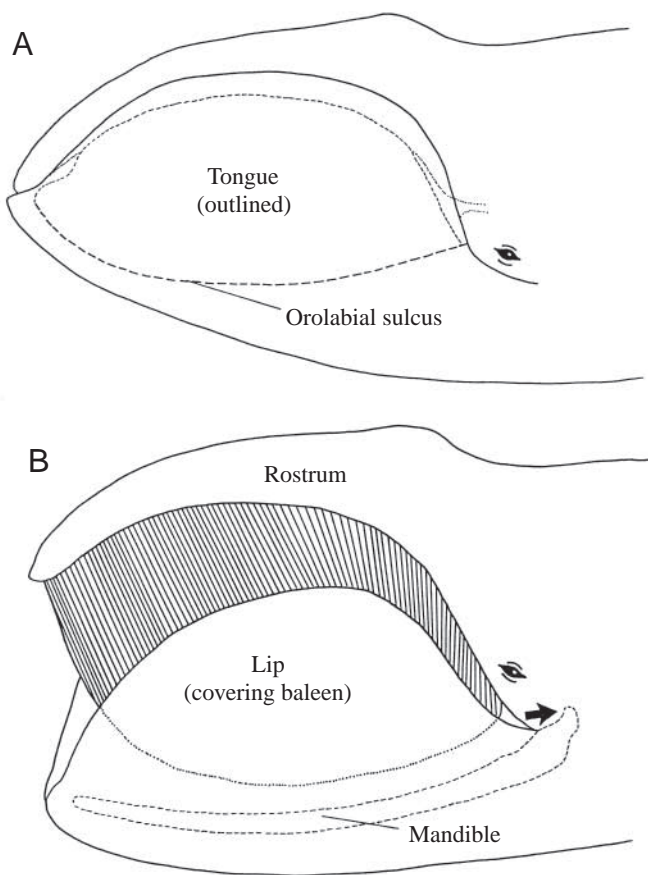 A
Tongue
(outlined)
Orolabial sulcus
B
Rostrum
Lip
(covering baleen)
Mandible